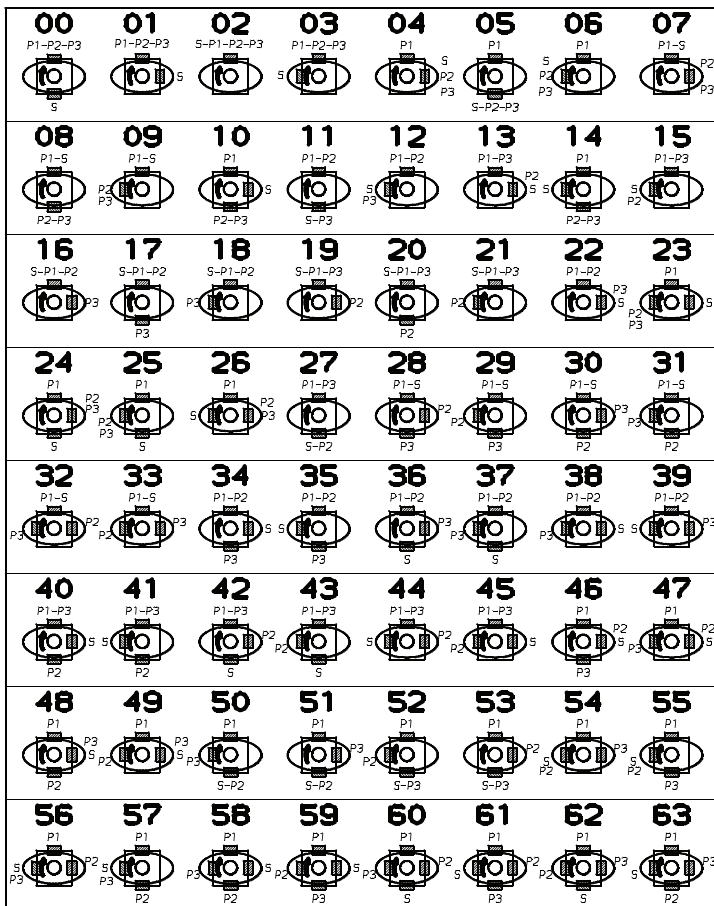 00 01 02 03 04 05 06 07
P1-P2-P3 P1-P2-P3 S-P1-P2-P3 P1-P2-P3 P1 P1 P1 P1-S
S S P2
S S P2 P2
P3 P3 P3
S S-P2-P3
08 09 10 11 12 13 14 15
P1-S P1-S P1 P1-P2 P1-P2 P1-P3 P1 P1-P3
P2
P2 S S S S S
P3 P3 P2
P2-P3 P2-P3 S-P3 P2-P3
16 17 18 19 20 21 22 23
S-P1-P2 S-P1-P2 S-P1-P2 S-P1-P3 S-P1-P3 S-P1-P3 P1-P2 P1
P3
P3 P3 P2 P2 S S
P2
P3
P3 P2
24 25 26 27 28 29 30 31
P1 P1 P1 P1-P3 P1-S P1-S P1-S P1-S
P2 P2
P3 S P3 P2 P3
P2 P2 P3
P3
S S S-P2 P3 P3 P2 P2
32 33 34 35 36 37 38 39
P1-S P1-S P1-P2 P1-P2 P1-P2 P1-P2 P1-P2 P1-P2
P2 P3 S S P3 S S P3
P3 P2 P3 P3
P3 P3 S S
40 41 42 43 44 45 46 47
P1-P3 P1-P3 P1-P3 P1-P3 P1-P3 P1-P3 P1 P1
P2 P2
S S P2 S P2 S S S
P2 P2 P3
P2 P2 S S P3
48 49 50 51 52 53 54 55
P1 P1 P1 P1 P1 P1 P1 P1
P3 P3
S S P3 P2 P3
P2 P3 P2 S S
P2 P2
P2 S-P2 S-P2 S-P3 S-P3 P3
56 57 58 59 60 61 62 63
P1 P1 P1 P1 P1 P1 P1 P1
S P2 S S S P2 P2 P3 P3
P3 P3 P3 P2 P3 S P2 S
P2 P2 P3 S P3 S P2